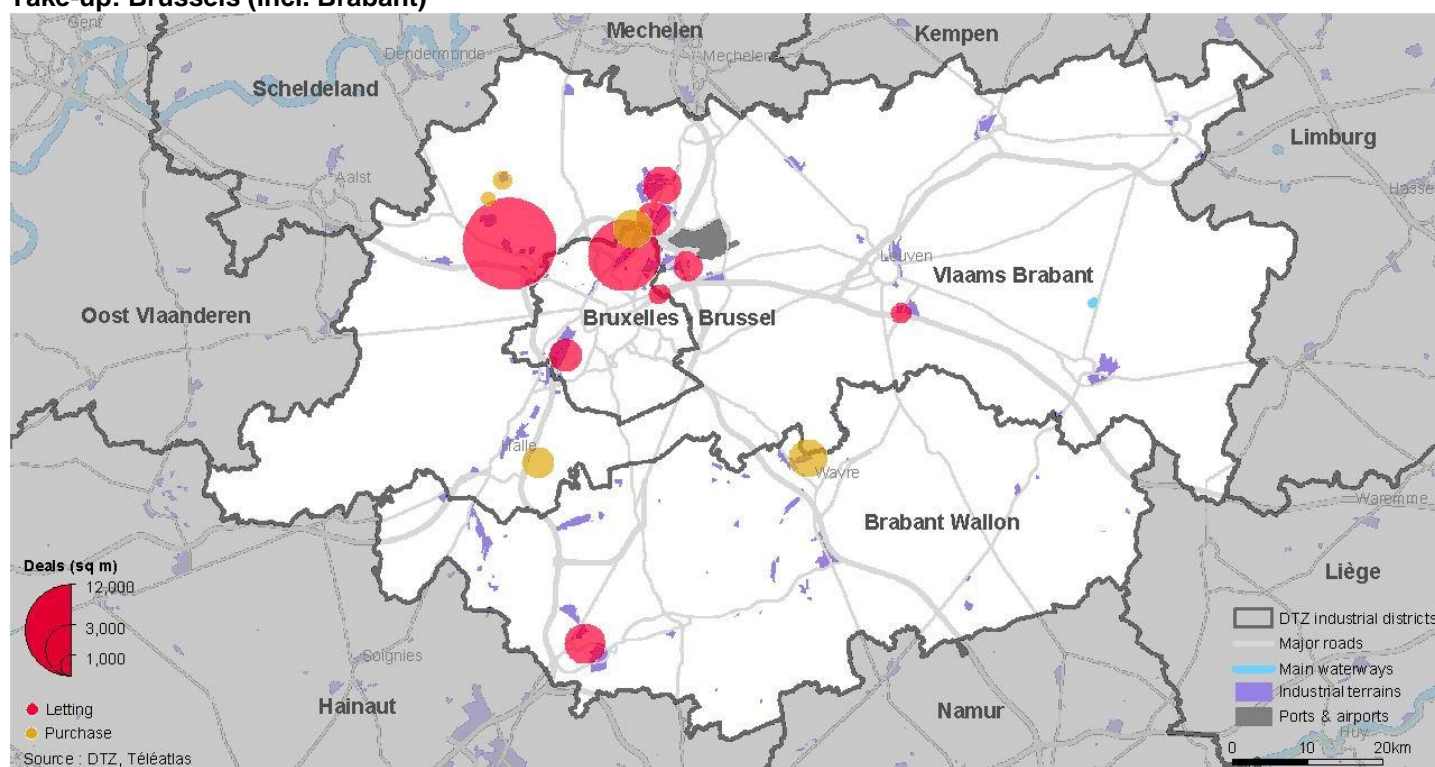 Take-up: Brussels (incl. Brabant)
Gent
Mechelen
Kempen
Dendermonde
Mechelen
Scheldeland
Limburg
Aalst
Hasse
Leuven
Vlaams Brabant
Oost Vlaanderen
Bruxelles - Brussel
Halle
Wavre
Waremme
Brabant Wallon
Deals (sq m)
12,000
3,000
1,000
Liège
DTZ industrial districts
Major roads
Main waterways
Industrial terrains
Ports & airports
Soignies
Hainaut
Namur
Letting
Purchase
Huy
0 10 20km
Source : DTZ, Téléatlas